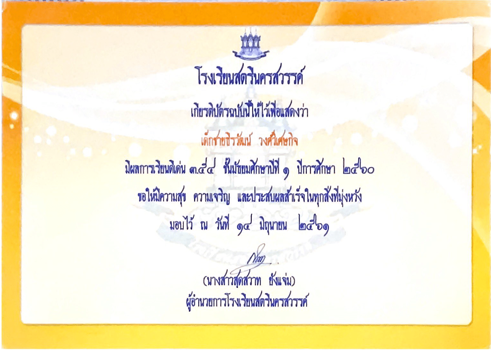 โรงเรียนสตรีนครสวรรค์
เกียรติบัตรฉบับนี้ให้ไว้เพื่อแสดงว่า
เด็กชายชิรวัฒน์ วงศ์วิเศษกิจ
มีผลการเรียนดีเด่น ๓.๕๔ ชั้นมัธยมศึกษาปีที่ ๑ ปีการศึกษา ๒๕๖๐
ขอให้มีความสุข ความเจริญ และประสบผลสำเร็จในทุกสิ่งที่มุ่งหวัง
มอบไว้ ณ วันที่ ๑๔ มิถุนายน ๒๕๖๑
(นางสาวสุดสวาท ยังแจ่ม)
ผู้อำนวยการโรงเรียนสตรีนครสวรรค์